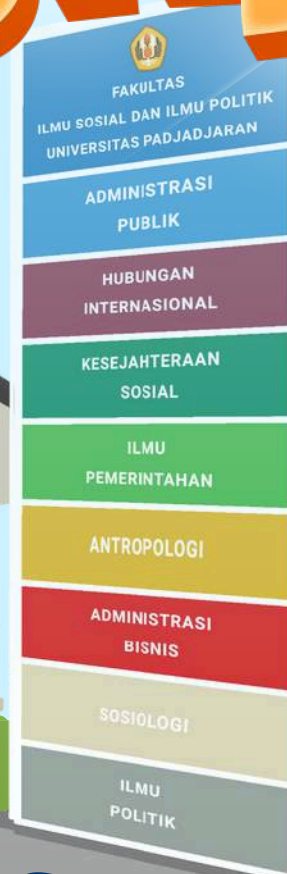 FAKULTAS
ILMU SOSIAL DAN ILMU POLITIK
UNIVERSITAS PADJADJARAN
ADMINISTRASI
PUBLIK
HUBUNGAN
INTERNASIONAL
KESEJAHTERAAN
SOSIAL
ILMU
PEMERINTAHAN
ANTROPOLOGI
ADMINISTRASI
BISNIS
SOSIOLOGI
ILMU
POLITIK